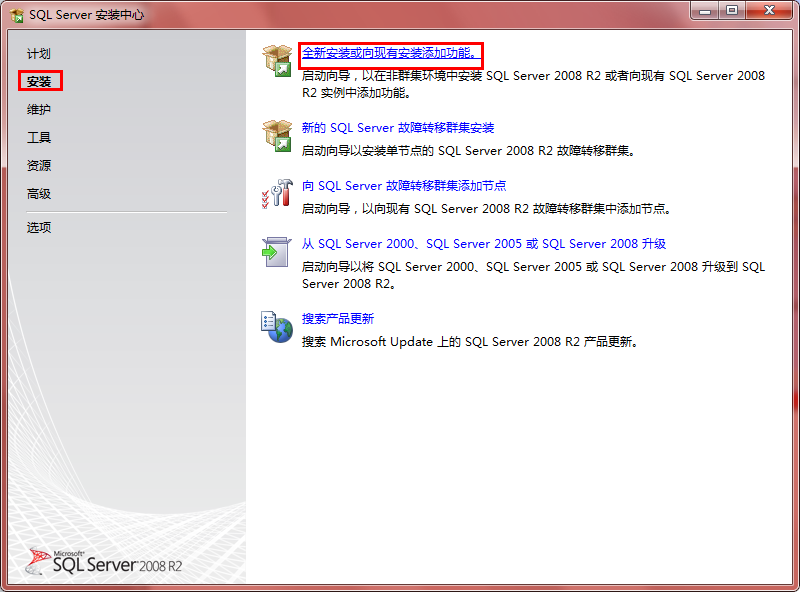 SQL Server 安装中心
计划
安装
维护
工具
资源
高级
选项
全新安装或向现有安装添加功能。
启动向导，以在非群集环境中安装 SQL Server 2008 R2 或者向现有 SQL Server 2008
R2 实例中添加功能。
新的 SQL Server 故障转移群集安装
启动向导以安装单节点的 SQL Server 2008 R2 故障转移群集。
向 SQL Server 故障转移群集添加节点
启动向导，以向现有 SQL Server 2008 R2 故障转移群集中添加节点。
从 SQL Server 2000、SQL Server 2005 或 SQL Server 2008 升级
启动向导以将 SQL Server 2000、SQL Server 2005 或 SQL Server 2008 升级到 SQL
Server 2008 R2。
搜索产品更新
搜索 Microsoft Update 上的 SQL Server 2008 R2 产品更新。
Microsoft®
SQL Server 2008 R2